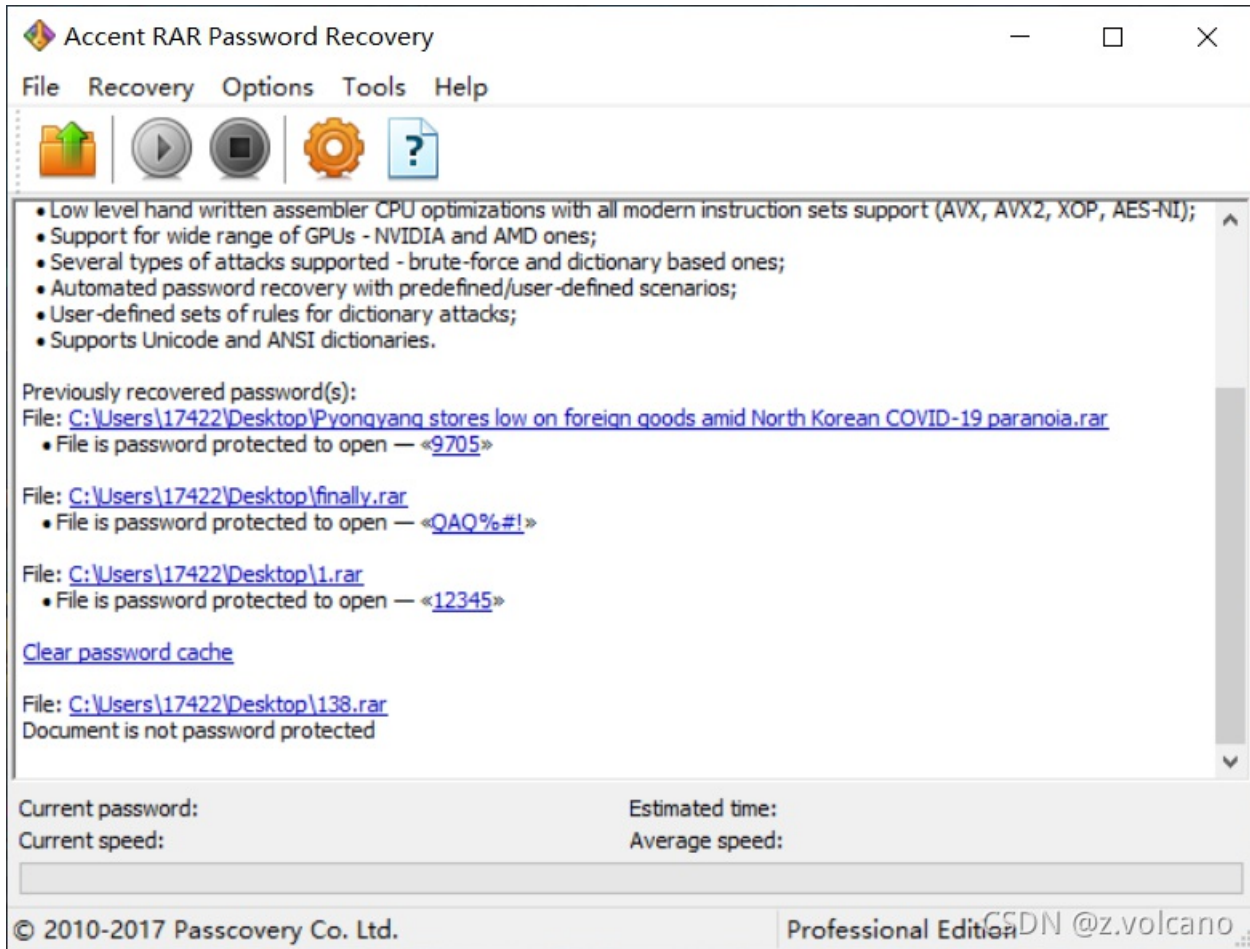 Accent RAR Password Recovery
File Recovery Options Tools Help
• Low level hand written assembler CPU optimizations with all modern instruction sets support (AVX, AVX2, XOP, AES-NI);
• Support for wide range of GPUs - NVIDIA and AMD ones;
• Several types of attacks supported - brute-force and dictionary based ones;
• Automated password recovery with predefined/user-defined scenarios;
• User-defined sets of rules for dictionary attacks;
• Supports Unicode and ANSI dictionaries.
Previously recovered password(s):
File: C:\Users\17422\Desktop\Pyongyang stores low on foreign goods amid North Korean COVID-19 paranoia.rar
• File is password protected to open — «9705»
File: C:\Users\17422\Desktop\finally.rar
• File is password protected to open — «QAQ%#!»
File: C:\Users\17422\Desktop\1.rar
• File is password protected to open — «12345»
Clear password cache
File: C:\Users\17422\Desktop\138.rar
Document is not password protected
Current password: Estimated time:
Current speed: Average speed:
© 2010-2017 Passcovery Co. Ltd. Professional Edition
CSDN @z.volcano